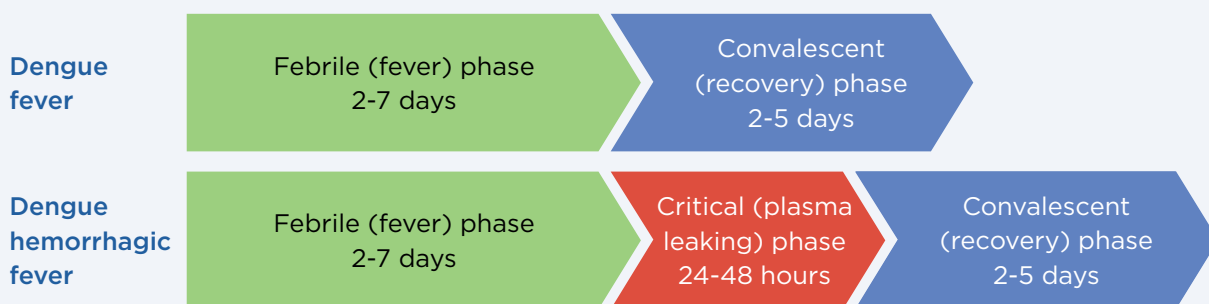 Dengue
fever
Febrile (fever) phase
2-7 days
Convalescent
(recovery) phase
2-5 days
Dengue
hemorrhagic
fever
Febrile (fever) phase
2-7 days
Critical (plasma
leaking) phase
24-48 hours
Convalescent
(recovery) phase
2-5 days